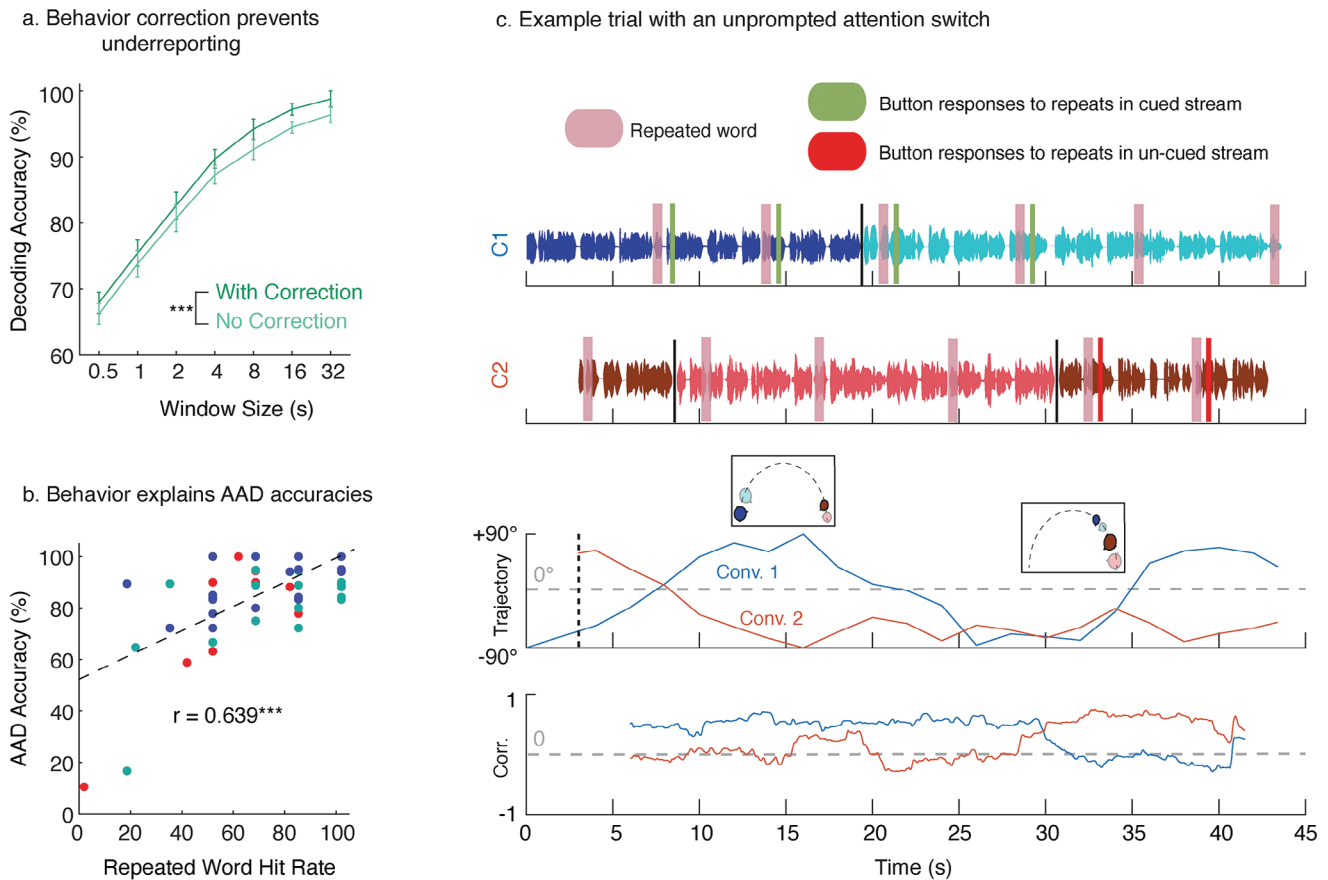 a. Behavior correction prevents
underreporting
Decoding Accuracy (%)
100
90
80
70
60
With Correction
***
No Correction
0.5 1 2 4 8 16 32
Window Size (s)
b. Behavior explains AAD accuracies
AAD Accuracy (%)
100
80
60
40
20
0
r = 0.639***
0 20 40 60 80 100
Repeated Word Hit Rate
c. Example trial with an unprompted attention switch
Repeated word
Button responses to repeats in cued stream
Button responses to repeats in un-cued stream
C1
C2
Trajectory
+90°
0°
-90°
Conv. 1
Conv. 2
Corr.
1
0
-1
0 5 10 15 20 25 30 35 40 45
Time (s)